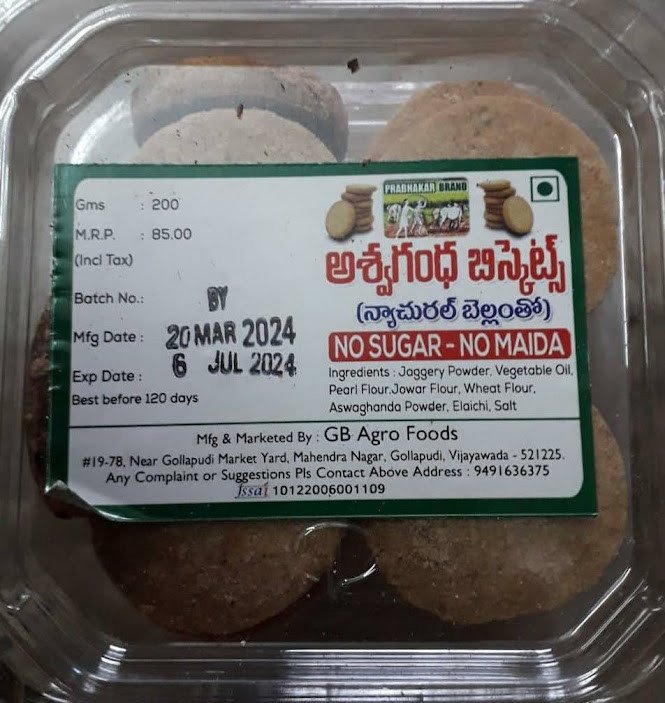 Gms : 200
M.R.P. : 85.00
(Incl Tax)
Batch No.: BY
Mfg Date : 20 MAR 2024
Exp Date : 6 JUL 2024
Best before 120 days
PRABHAKAR BRAND
అశ్వగంధ బిస్కెట్స్
(న్యాచురల్ బెల్లంతో)
NO SUGAR - NO MAIDA
Ingredients : Jaggery Powder, Vegetable Oil,
Pearl Flour.Jowar Flour, Wheat Flour,
Aswaghanda Powder, Elaichi, Salt
Mfg & Marketed By : GB Agro Foods
#19-78, Near Gollapudi Market Yard, Mahendra Nagar, Gollapudi, Vijayawada - 521225.
Any Complaint or Suggestions Pls Contact Above Address : 9491636375
fssai 10122006001109